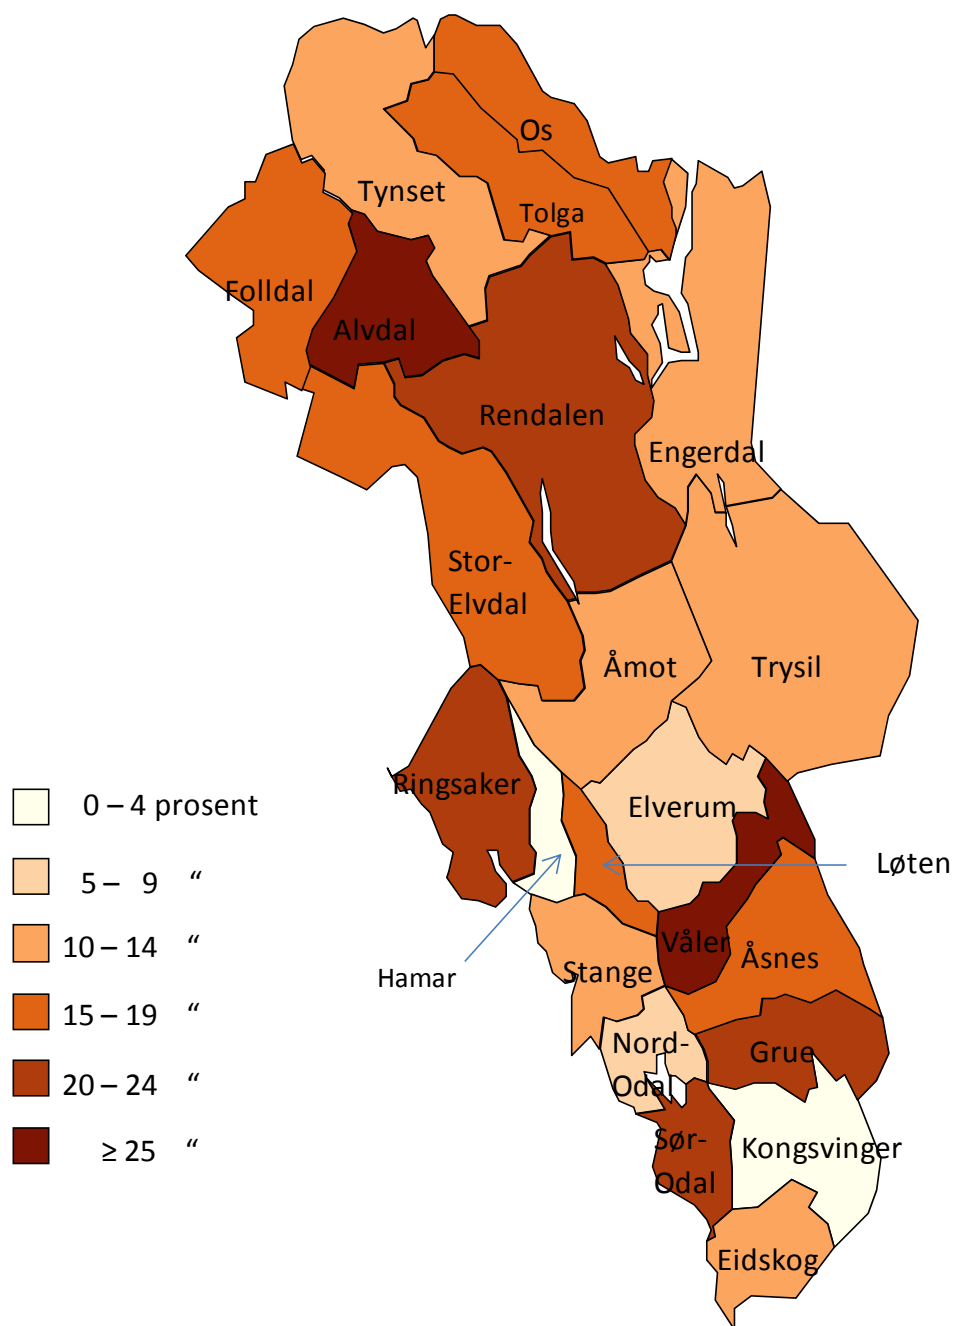 Os
Tynset
Tolga
Folldal
Alvdal
Rendalen
Engerdal
Stor-
Elvdal
Åmot
Trysil
Ringsaker
Elverum
Løten
Våler
Åsnes
Stange
Hamar
Nord-
Odal
Grue
Sør-
Odal
Kongsvinger
Eidskog
0 – 4 prosent
5 – 9 “
10 – 14 “
15 – 19 “
20 – 24 “
≥ 25 “